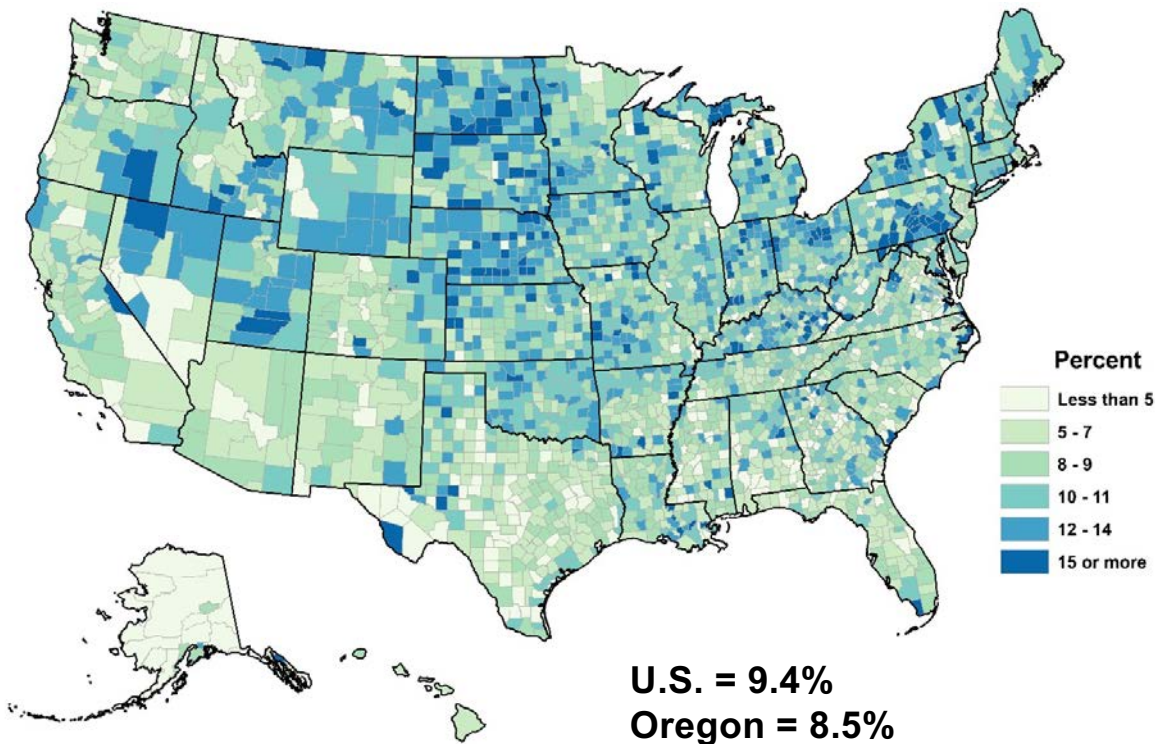 Percent
Less than 5
5 - 7
8 - 9
10 - 11
12 - 14
15 or more
U.S. = 9.4%
Oregon = 8.5%